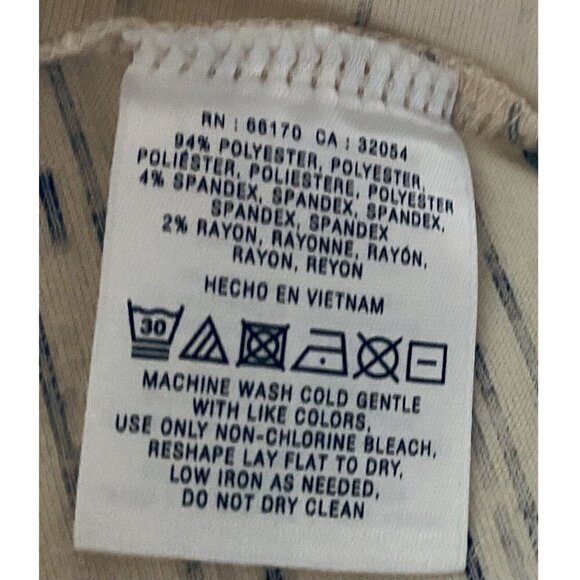 RN : 66170 CA : 32054
94% POLYESTER, POLYESTER,
POLIÉSTER, POLIESTERE, POLYESTER
4% SPANDEX, SPANDEX, SPANDEX,
SPANDEX, SPANDEX
2% RAYON, RAYONNE, RAYÓN,
RAYON, REYON
HECHO EN VIETNAM
30
MACHINE WASH COLD GENTLE
WITH LIKE COLORS,
USE ONLY NON-CHLORINE BLEACH,
RESHAPE LAY FLAT TO DRY,
LOW IRON AS NEEDED,
DO NOT DRY CLEAN